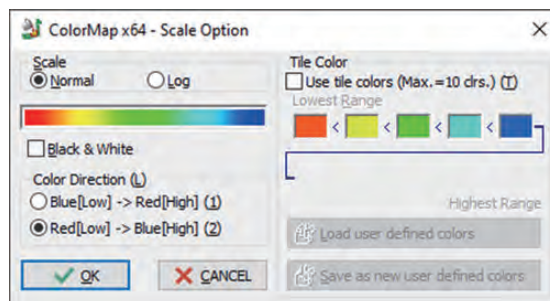 ColorMap x64 - Scale Option
Scale
Normal
Log
Black & White
Color Direction (L)
Blue[Low] -> Red[High] (1)
Red[Low] -> Blue[High] (2)
OK
CANCEL
Tile Color
Use tile colors (Max.=10 clrs.) (T)
Lowest Range
< < < <
Highest Range
Load user defined colors
Save as new user defined colors